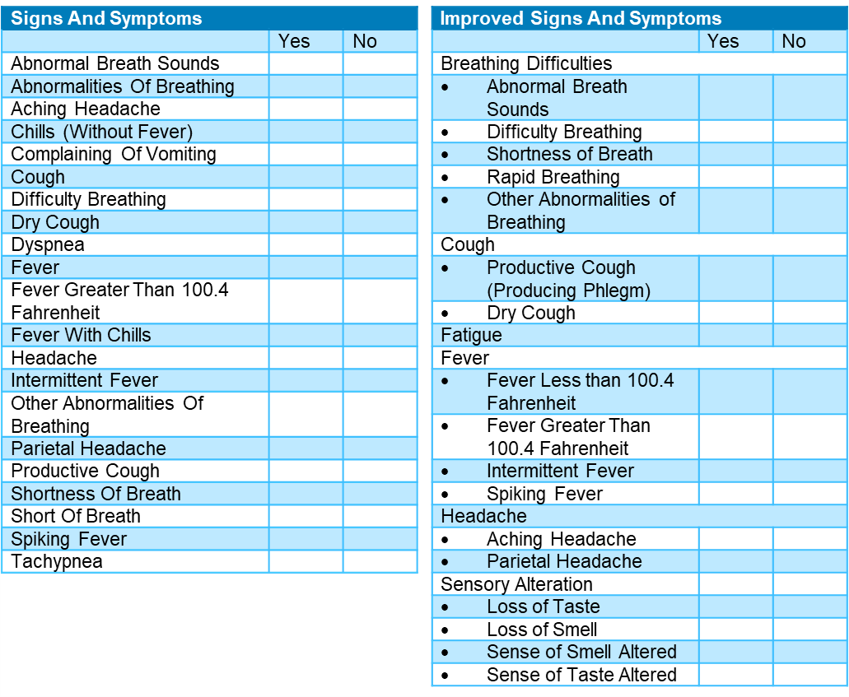 Signs And Symptoms
Yes No
Abnormal Breath Sounds
Abnormalities Of Breathing
Aching Headache
Chills (Without Fever)
Complaining Of Vomiting
Cough
Difficulty Breathing
Dry Cough
Dyspnea
Fever
Fever Greater Than 100.4
Fahrenheit
Fever With Chills
Headache
Intermittent Fever
Other Abnormalities Of
Breathing
Parietal Headache
Productive Cough
Shortness Of Breath
Short Of Breath
Spiking Fever
Tachypnea
Improved Signs And Symptoms
Yes No
Breathing Difficulties
• Abnormal Breath
Sounds
• Difficulty Breathing
• Shortness of Breath
• Rapid Breathing
• Other Abnormalities of
Breathing
Cough
• Productive Cough
(Producing Phlegm)
• Dry Cough
Fatigue
Fever
• Fever Less than 100.4
Fahrenheit
• Fever Greater Than
100.4 Fahrenheit
• Intermittent Fever
• Spiking Fever
Headache
• Aching Headache
• Parietal Headache
Sensory Alteration
• Loss of Taste
• Loss of Smell
• Sense of Smell Altered
• Sense of Taste Altered